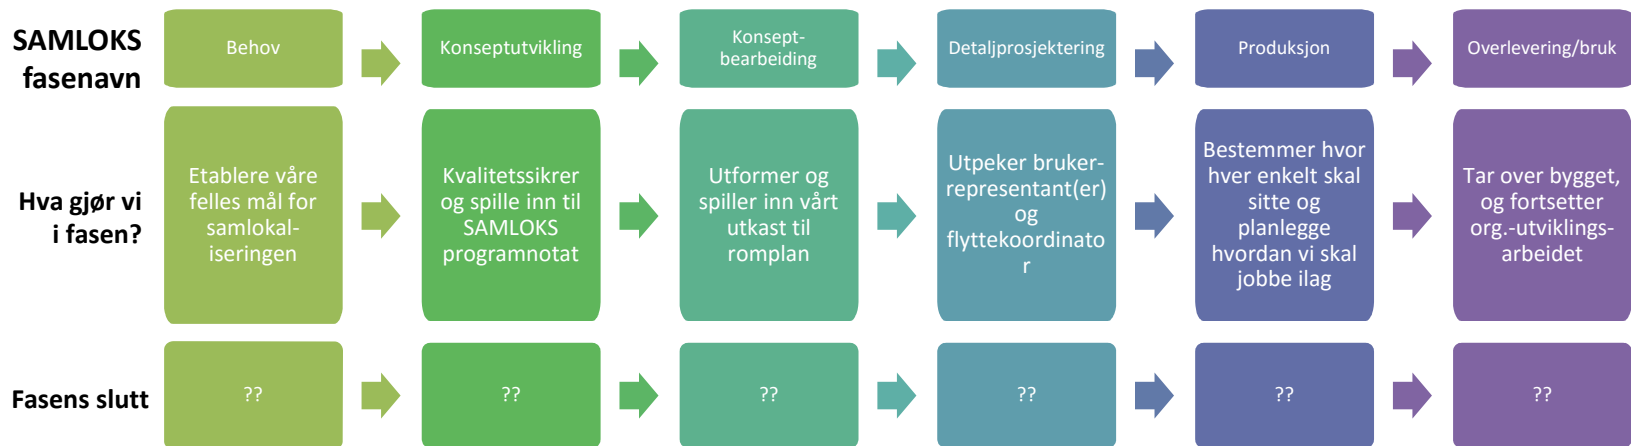 SAMLOKS
fasenavn
Behov
Konseptutvikling
Konsept-
bearbeiding
Detaljprosjektering
Produksjon
Overlevering/bruk
Hva gjør vi
i fasen?
Etablere våre
felles mål for
samlokal-
iseringen
Kvalitetssikrer
og spille inn til
SAMLOKS
programnotat
Utformer og
spiller inn vårt
utkast til
romplan
Utpeker bruker-
representant(er)
og
flyttekoordinato
r
Bestemmer hvor
hver enkelt skal
sitte og
planlegge
hvordan vi skal
jobbe ilag
Tar over bygget,
og fortsetter
org.-utviklings-
arbeidet
Fasens slutt
??
??
??
??
??
??